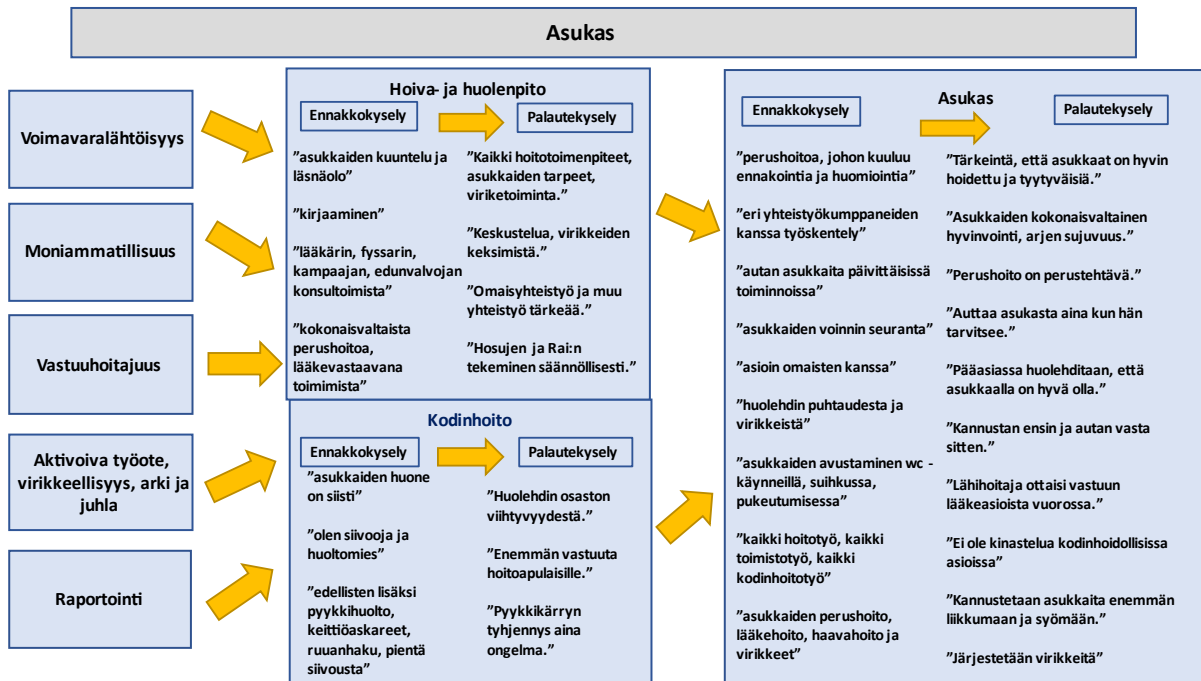 Asukas
Voimavaralähtöisyys
Moniammatillisuus
Vastuuhoitajuus
Aktivoiva työote,
virikkeellisyys, arki ja
juhla
Raportointi
Hoiva- ja huolenpito
Ennakkokysely
Palautekysely
”asukkaiden kuuntelu ja
läsnäolo”
”kirjaaminen”
”lääkärin, fyssarin,
kampaajan, edunvalvojan
konsultoimista”
”kokonaisvaltaista
perushoitoa,
lääkevastaavana
toimimista”
”Kaikki hoitotoimenpiteet,
asukkaiden tarpeet,
viriketoiminta.”
”Keskustelua, virikkeiden
keksimistä.”
”Omaisyhteistyö ja muu
yhteistyö tärkeää.”
”Hosujen ja Rai:n
tekeminen säännöllisesti.”
Kodinhoito
Ennakkokysely
Palautekysely
”asukkaiden huone
on siisti”
”olen siivooja ja
huoltomies”
”edellisten lisäksi
pyykkihuolto,
keittiöaskareet,
ruuanhaku, pientä
siivousta”
”Huolehdin osaston
viihtyvyydestä.”
”Enemmän vastuuta
hoitoapulaisille.”
”Pyykkikärryn
tyhjennys aina
ongelma.”
Asukas
Ennakkokysely
Palautekysely
”perushoitoa, johon kuuluu
ennakointia ja huomiointia”
”eri yhteistyökumppaneiden
kanssa työskentely”
”autan asukkaita päivittäisissä
toiminnoissa”
”asukkaiden voinnin seuranta”
”asioin omaisten kanssa”
”huolehdin puhtaudesta ja
virikkeistä”
”asukkaiden avustaminen wc -
käynneillä, suihkussa,
pukeutumisessa”
”kaikki hoitotyö, kaikki
toimistotyö, kaikki
kodinhoitotyö”
”asukkaiden perushoito,
lääkehoito, haavahoito ja
virikkeet”
”Tärkeintä, että asukkaat on hyvin
hoidettu ja tyytyväisiä.”
”Asukkaiden kokonaisvaltainen
hyvinvointi, arjen sujuvuus.”
”Perushoito on perustehtävä.”
”Auttaa asukasta aina kun hän
tarvitsee.”
”Pääasiassa huolehditaan, että
asukkaalla on hyvä olla.”
”Kannustan ensin ja autan vasta
sitten.”
”Lähihoitaja ottaisi vastuun
lääkeasioista vuorossa.”
”Ei ole kinastelua kodinhoidollisissa
asioissa”
”Kannustetaan asukkaita enemmän
liikkumaan ja syömään.”
”Järjestetään virikkeitä”